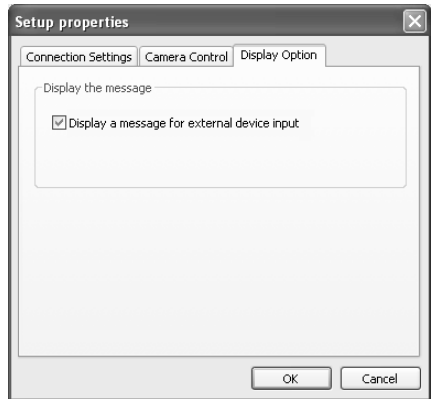 Setup properties
Connection Settings Camera Control Display Option
Display the message
Display a message for external device input
OK Cancel